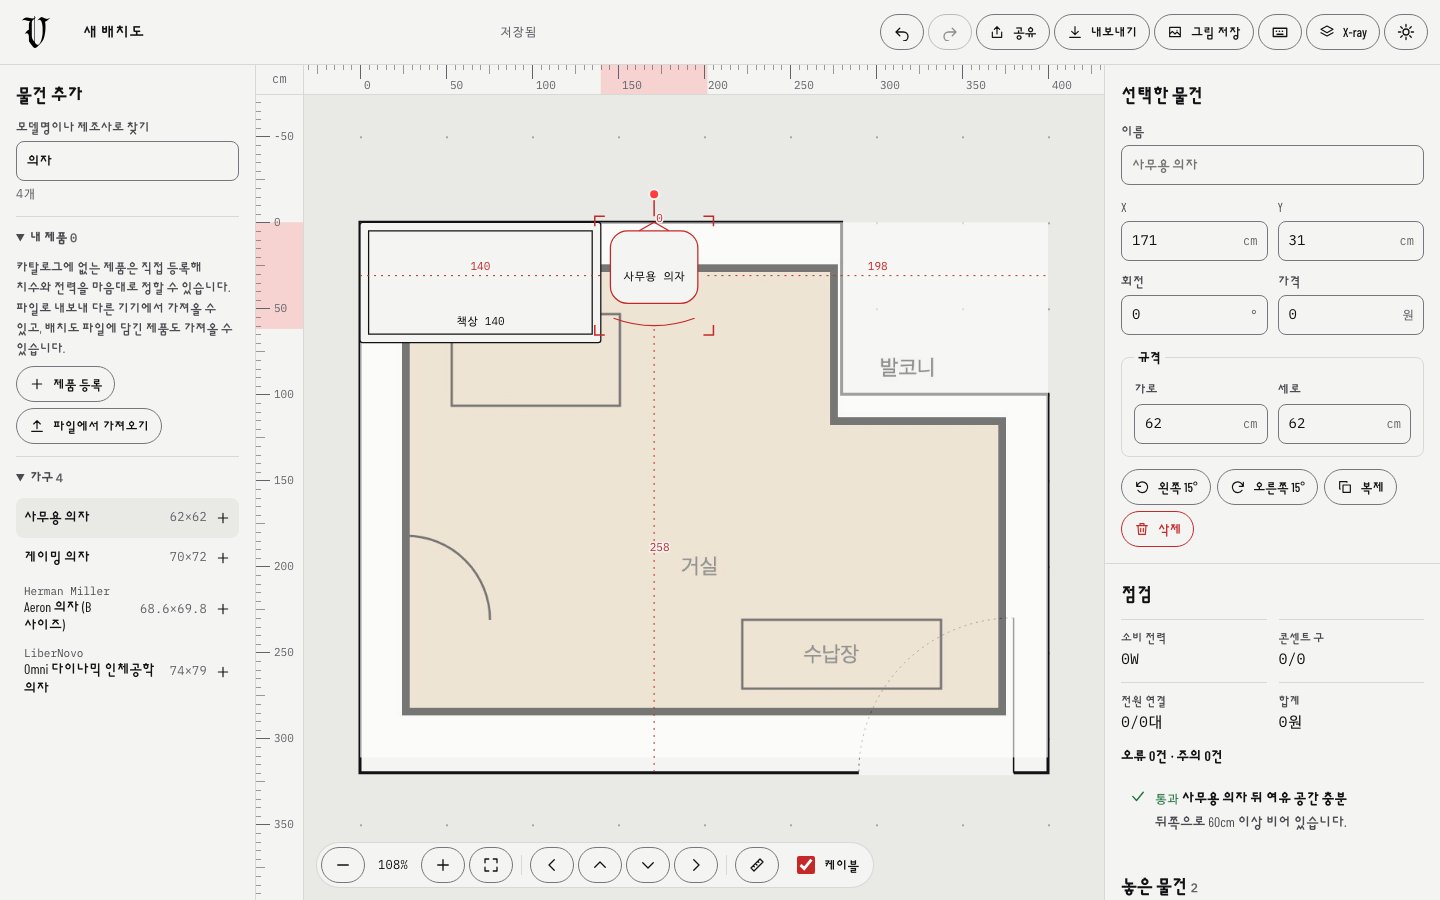 새 배치도
저장됨
공유
내보내기
그림 저장
X-ray
물건 추가
모델명이나 제조사로 찾기
의자
4개
내 제품 0
카탈로그에 없는 제품은 직접 등록해
치수와 전력을 마음대로 정할 수 있습니다.
파일로 내보내 다른 기기에서 가져올 수
있고, 배치도 파일에 담긴 제품도 가져올 수
있습니다.
제품 등록
파일에서 가져오기
가구 4
사무용 의자 62×62
게이밍 의자 70×72
Herman Miller
Aeron 의자 (B
사이즈)
68.6×69.8
LiberNovo
Omni 다이나믹 인체공학
의자
74×79
cm
0 50 100 150 200 250 300 350 400
-50
0
50
100
150
200
250
300
350
0
140
198
사무용 의자
책상 140
발코니
258
거실
수납장
108%
케이블
선택한 물건
이름
사무용 의자
X
171 cm
Y
31 cm
회전
0 °
가격
0 원
규격
가로
62 cm
세로
62 cm
왼쪽 15°
오른쪽 15°
복제
삭제
점검
소비 전력
0W
콘센트 구
0/0
전원 연결
0/0대
합계
0원
오류 0건 · 주의 0건
통과 사무용 의자 뒤 여유 공간 충분
뒤쪽으로 60cm 이상 비어 있습니다.
놓은 물건 2